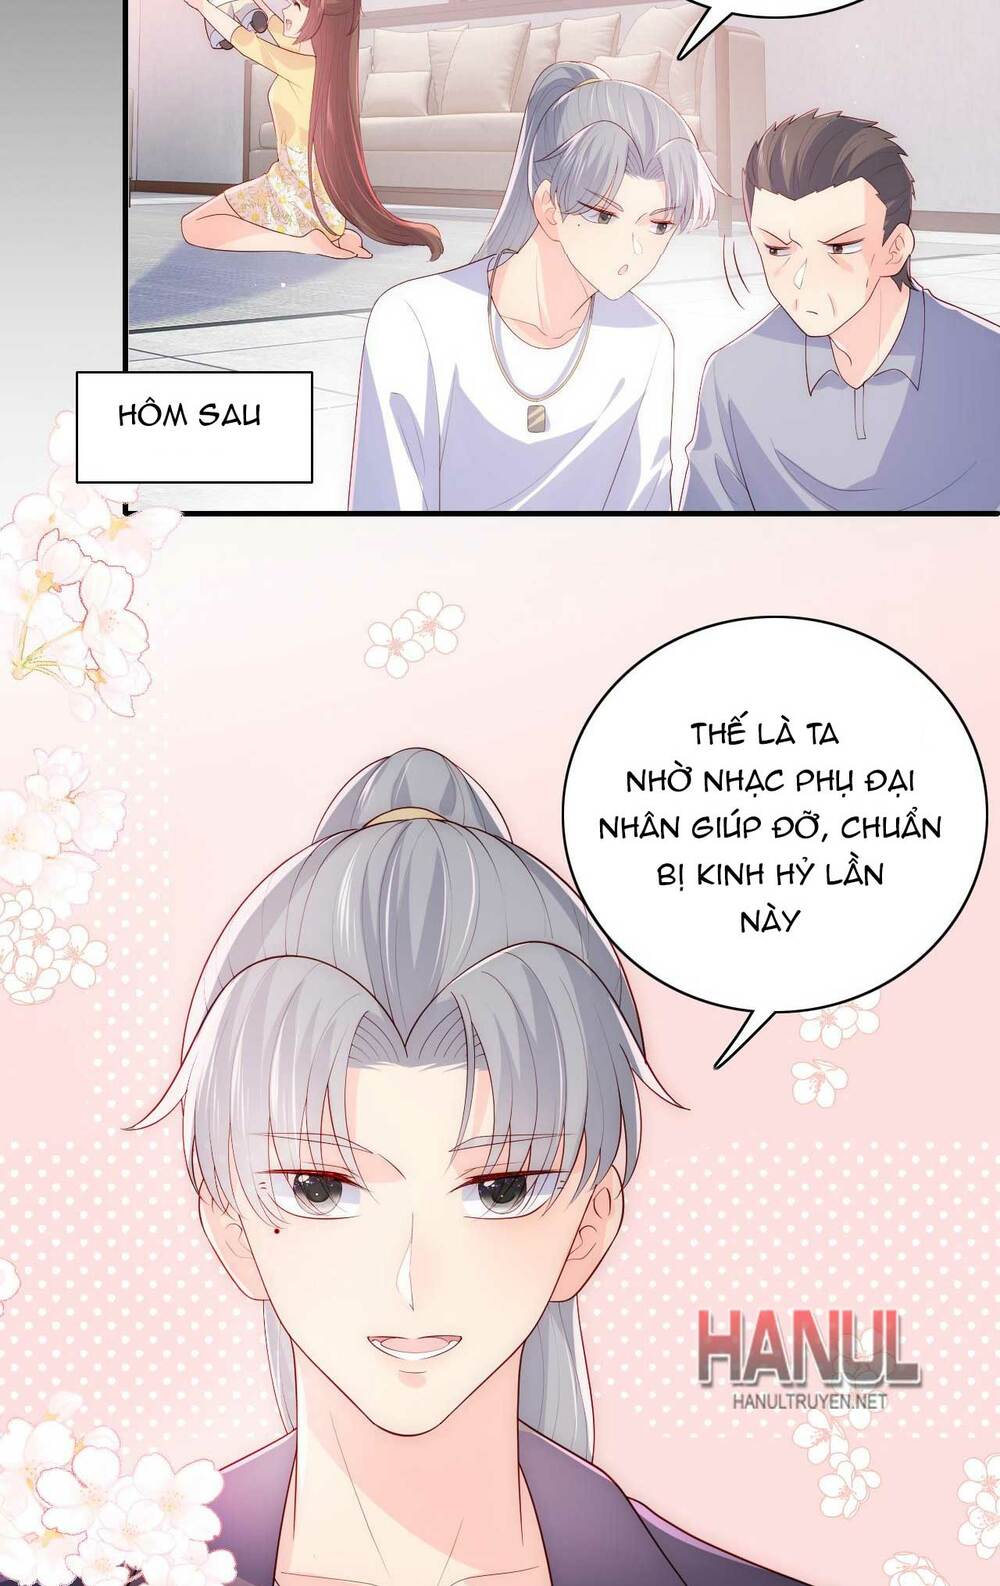 HÔM SAU
THẾ LÀ TA
NHỜ NHẠC PHỤ ĐẠI
NHÂN GIÚP ĐỠ, CHUẨN
BỊ KINH HỶ LẦN
NÀY
HANUL
HANULTRUYEN.NET